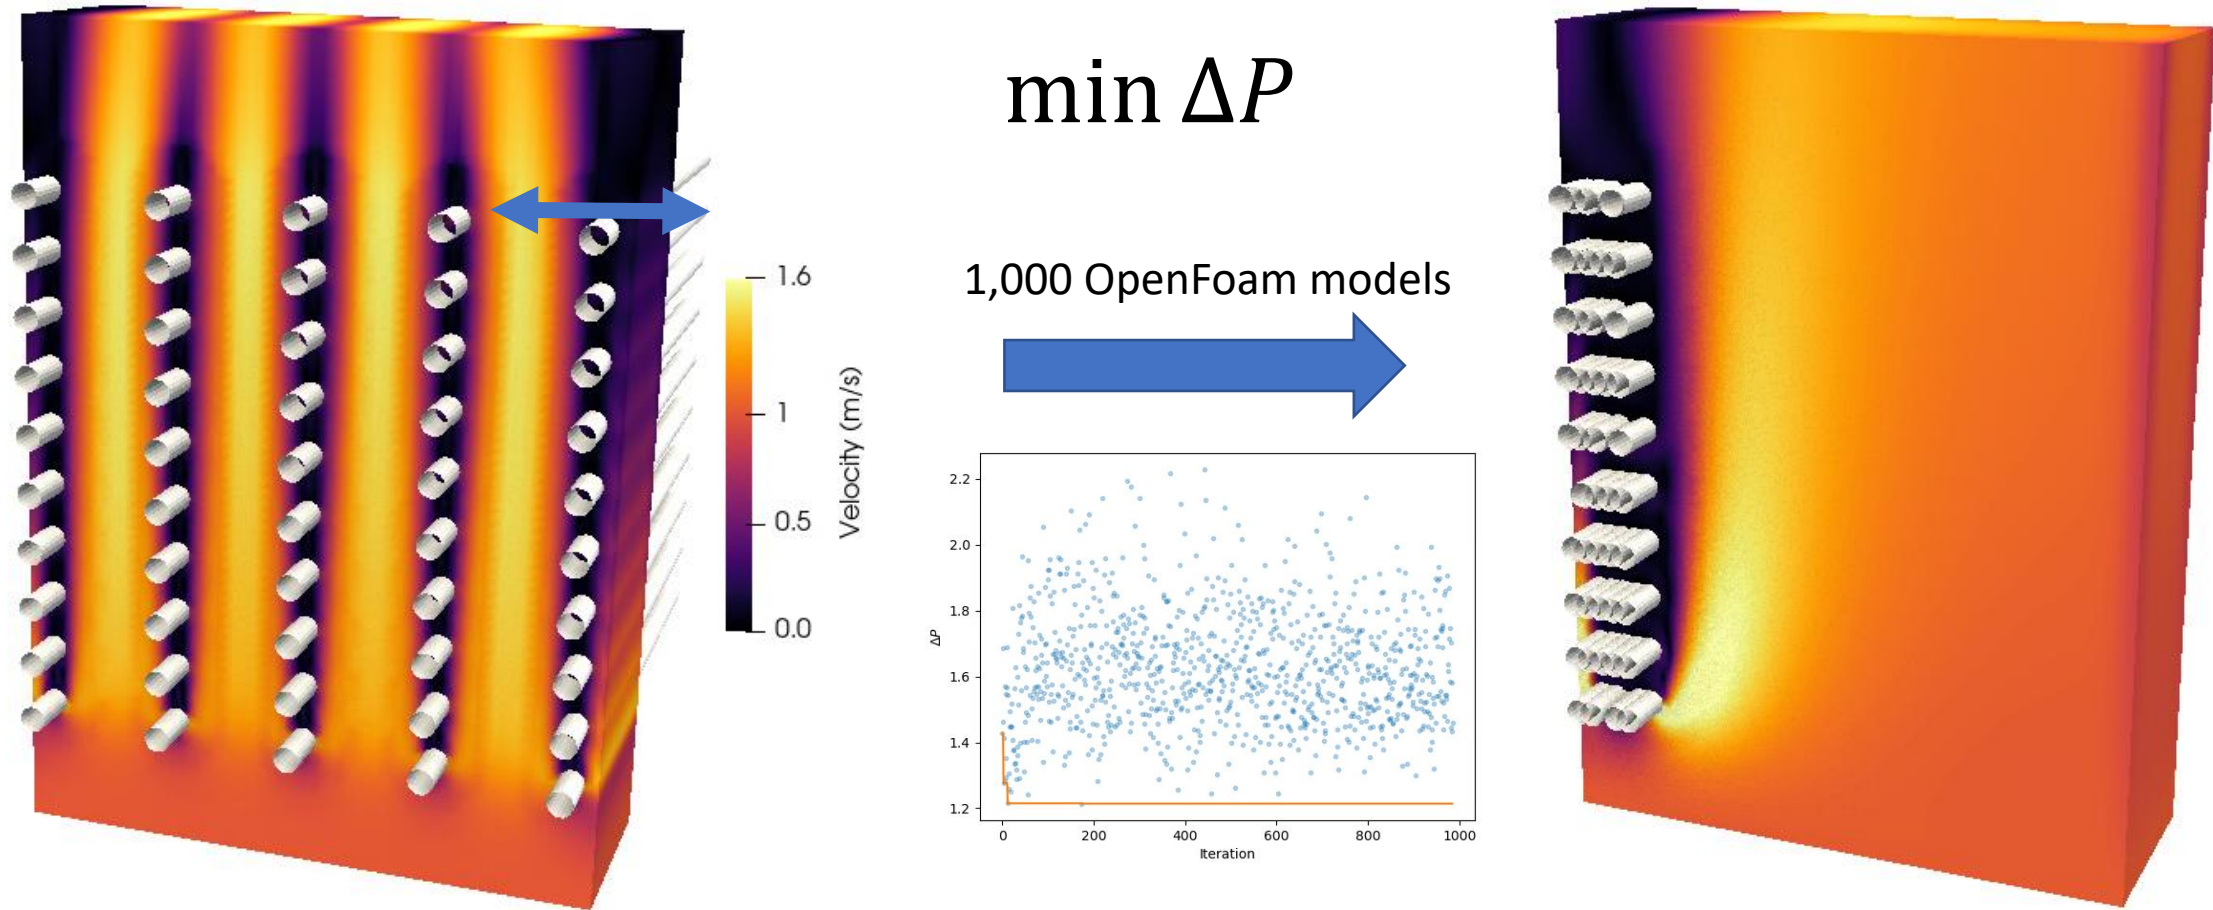 min ΔP
1,000 OpenFoam models
1.6
1
0.5
0.0
Velocity (m/s)
2.2
2.0
1.8
1.6
1.4
1.2
ΔP
0 200 400 600 800 1000
Iteration